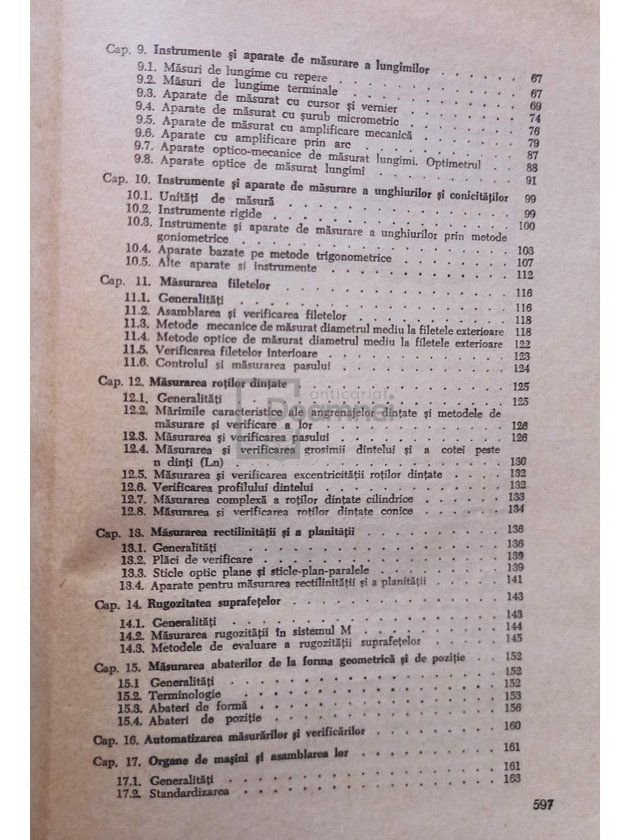 Cap. 9. Instrumente și aparate de măsurare a lungimilor . . . . . . 67
9.1. Măsuri de lungime cu repere . . . . . . 67
9.2. Măsuri de lungime terminale . . . . . . 69
9.3. Aparate de măsurat cu cursor și vernier . . . . . . 74
9.4. Aparate de măsurat cu șurub micrometric . . . . . . 76
9.5. Aparate de măsurat cu amplificare mecanică . . . . . . 79
9.6. Aparate cu amplificare prin arc . . . . . . 87
9.7. Aparate optico-mecanice de măsurat lungimi. Optimetrul . . 88
9.8. Aparate optice de măsurat lungimi . . . . . . 91
Cap. 10. Instrumente și aparate de măsurare a unghiurilor și conicităților 99
10.1. Unități de măsură . . . . . . 99
10.2. Instrumente rigide . . . . . . 100
10.3. Instrumente și aparate de măsurare a unghiurilor prin metode
goniometrice . . . . . . 103
10.4. Aparate bazate pe metode trigonometrice . . . . . . 107
10.5. Alte aparate și instrumente . . . . . . 112
Cap. 11. Măsurarea filetelor . . . . . . 116
11.1. Generalități . . . . . . 116
11.2. Asamblarea și verificarea filetelor . . . . . . 118
11.3. Metode mecanice de măsurat diametrul mediu la filetele exterioare 118
11.4. Metode optice de măsurat diametrul mediu la filetele exterioare 122
11.5. Verificarea filetelor interioare . . . . . . 123
11.6. Controlul și măsurarea pasului . . . . . . 124
Cap. 12. Măsurarea roților dințate . . . . . . 125
12.1. Generalități . . . . . . 125
12.2. Mărimile caracteristice ale angrenajelor dințate și metodele de
măsurare și verificare a lor . . . . . . 126
12.3. Măsurarea și verificarea pasului . . . . . . 126
12.4. Măsurarea și verificarea grosimii dintelui și a cotei peste
n dinți (Ln) . . . . . . 130
12.5. Măsurarea și verificarea excentricității roților dințate . . . . 132
12.6. Verificarea profilului dintelui . . . . . . 132
12.7. Măsurarea complexă a roților dințate cilindrice . . . . . . 133
12.8. Măsurarea și verificarea roților dințate conice . . . . . . 134
Cap. 13. Măsurarea rectilinității și a planității . . . . . . 136
13.1. Generalități . . . . . . 136
13.2. Plăci de verificare . . . . . . 139
13.3. Sticle optic plane și sticle-plan-paralele . . . . . . 139
13.4. Aparate pentru măsurarea rectilinității și a planității . . . . . . 141
Cap. 14. Rugozitatea suprafețelor . . . . . . 143
14.1. Generalități . . . . . . 143
14.2. Măsurarea rugozității în sistemul M . . . . . . 144
14.3. Metodele de evaluare a rugozității suprafețelor . . . . . . 145
Cap. 15. Măsurarea abaterilor de la forma geometrică și de poziție . . 152
15.1 Generalități . . . . . . 152
15.2. Terminologie . . . . . . 152
15.3. Abateri de formă . . . . . . 153
15.4. Abateri de poziție . . . . . . 156
Cap. 16. Automatizarea măsurărilor și verificărilor . . . . . . 160
Cap. 17. Organe de mașini și asamblarea lor . . . . . . 161
17.1. Generalități . . . . . . 161
17.2. Standardizarea . . . . . . 163
597
anticariat
Doamnei